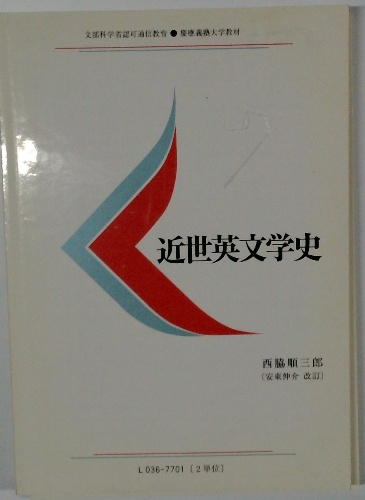 文部科学省認可通信教育 ● 慶應義塾大学教材
近世英文学史
西脇順三郎
〔安東伸介 改訂〕
L 036-7701〔2単位〕